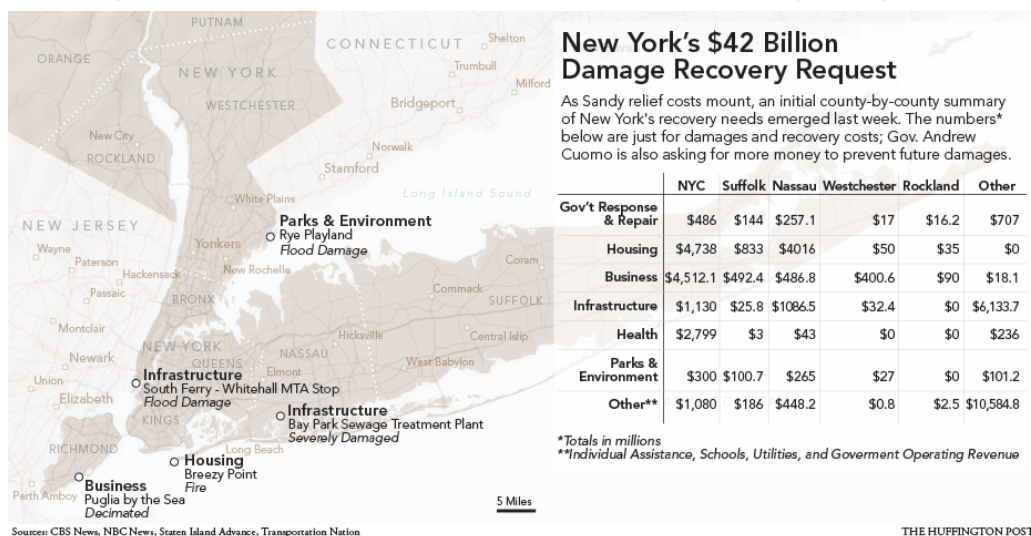 PUTNAM
ORANGE
CONNECTICUT
Shelton
Trumbull
NEW YORK
Milford
WESTCHESTER
Bridgeport
New City
Norwalk
ROCKLAND
Stamford
White Plains
Long Island Sound
NEW JERSEY
Parks & Environment
Rye Playland
Flood Damage
Yonkers
Wayne
Paterson
Hackensack
New Rochelle
Coram
Passaic
BRONX
Commack
SUFFOLK
Montclair
Hicksville
Central Islip
NEW YORK
QUEENS
NASSAU
Newark
Elmont
West Babylon
Infrastructure
South Ferry - Whitehall MTA Stop
Flood Damage
Union
Elizabeth
Infrastructure
Bay Park Sewage Treatment Plant
Severely Damaged
KINGS
RICHMOND
Long Beach
Housing
Breezy Point
Fire
Perth Amboy
Business
Puglia by the Sea
Decimated
5 Miles
New York's $42 Billion
Damage Recovery Request
As Sandy relief costs mount, an initial county-by-county summary
of New York's recovery needs emerged last week. The numbers*
below are just for damages and recovery costs; Gov. Andrew
Cuomo is also asking for more money to prevent future damages.
NYC Suffolk Nassau Westchester Rockland Other
Gov't Response
& Repair $486 $144 $257.1 $17 $16.2 $707
Housing $4,738 $833 $4016 $50 $35 $0
Business $4,512.1 $492.4 $486.8 $400.6 $90 $18.1
Infrastructure $1,130 $25.8 $1086.5 $32.4 $0 $6,133.7
Health $2,799 $3 $43 $0 $0 $236
Parks &
Environment $300 $100.7 $265 $27 $0 $101.2
Other** $1,080 $186 $448.2 $0.8 $2.5 $10,584.8
*Totals in millions
**Individual Assistance, Schools, Utilities, and Goverment Operating Revenue
Sources: CBS News, NBC News, Staten Island Advance, Transportation Nation
THE HUFFINGTON POST